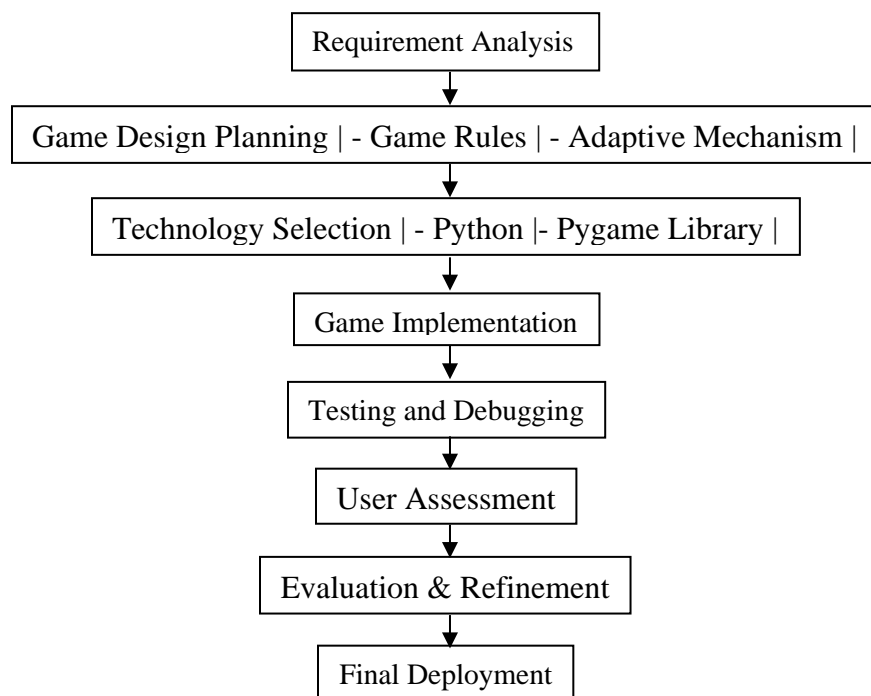 Requirement Analysis
Game Design Planning | - Game Rules | - Adaptive Mechanism |
Technology Selection | - Python |- Pygame Library |
Game Implementation
Testing and Debugging
User Assessment
Evaluation & Refinement
Final Deployment